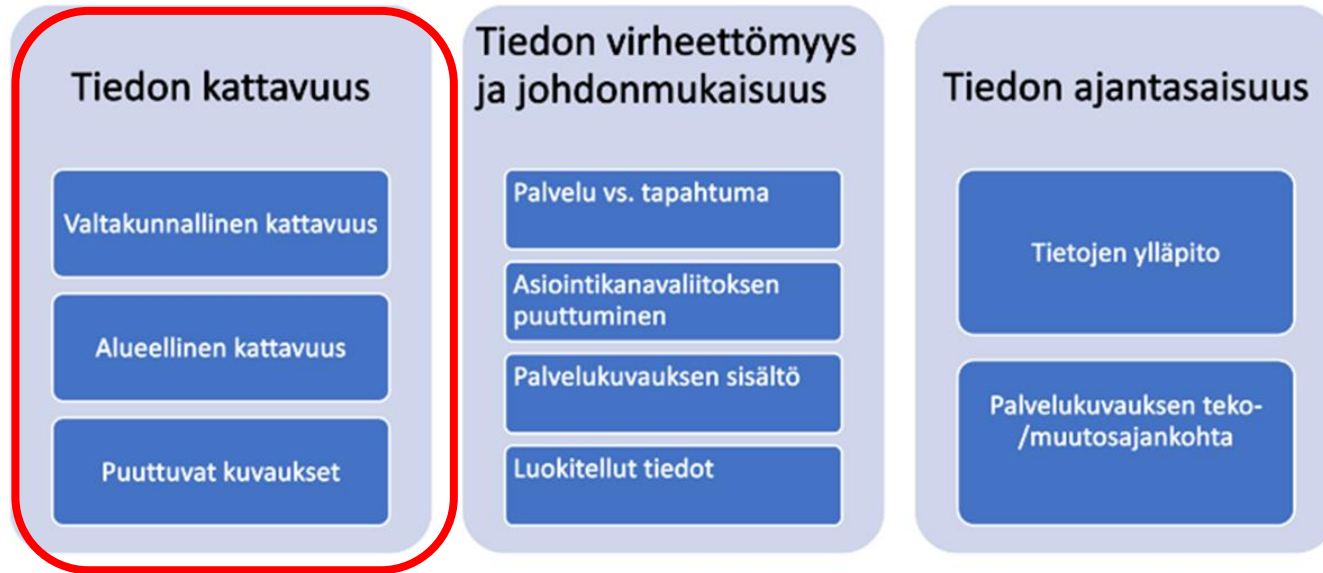 Tiedon kattavuus
Valtakunnallinen kattavuus
Alueellinen kattavuus
Puuttuvat kuvaukset
Tiedon virheettömyys
ja johdonmukaisuus
Palvelu vs. tapahtuma
Asiointikanavaliitoksen
puuttuminen
Palvelukuvauksen sisältö
Luokitellut tiedot
Tiedon ajantasaisuus
Tietojen ylläpito
Palvelukuvauksen teko-
/muutosajankohta